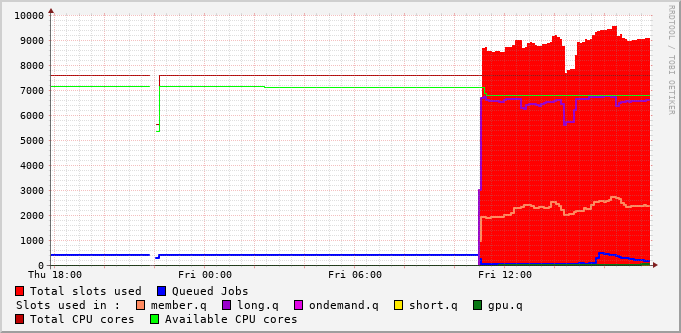 10000
9000
8000
7000
6000
5000
4000
3000
2000
1000
0
Thu 18:00 Fri 00:00 Fri 06:00 Fri 12:00
Total slots used Queued Jobs
Slots used in : member.q long.q ondemand.q short.q gpu.q
Total CPU cores Available CPU cores
RRDTOOL / TOBI OETIKER